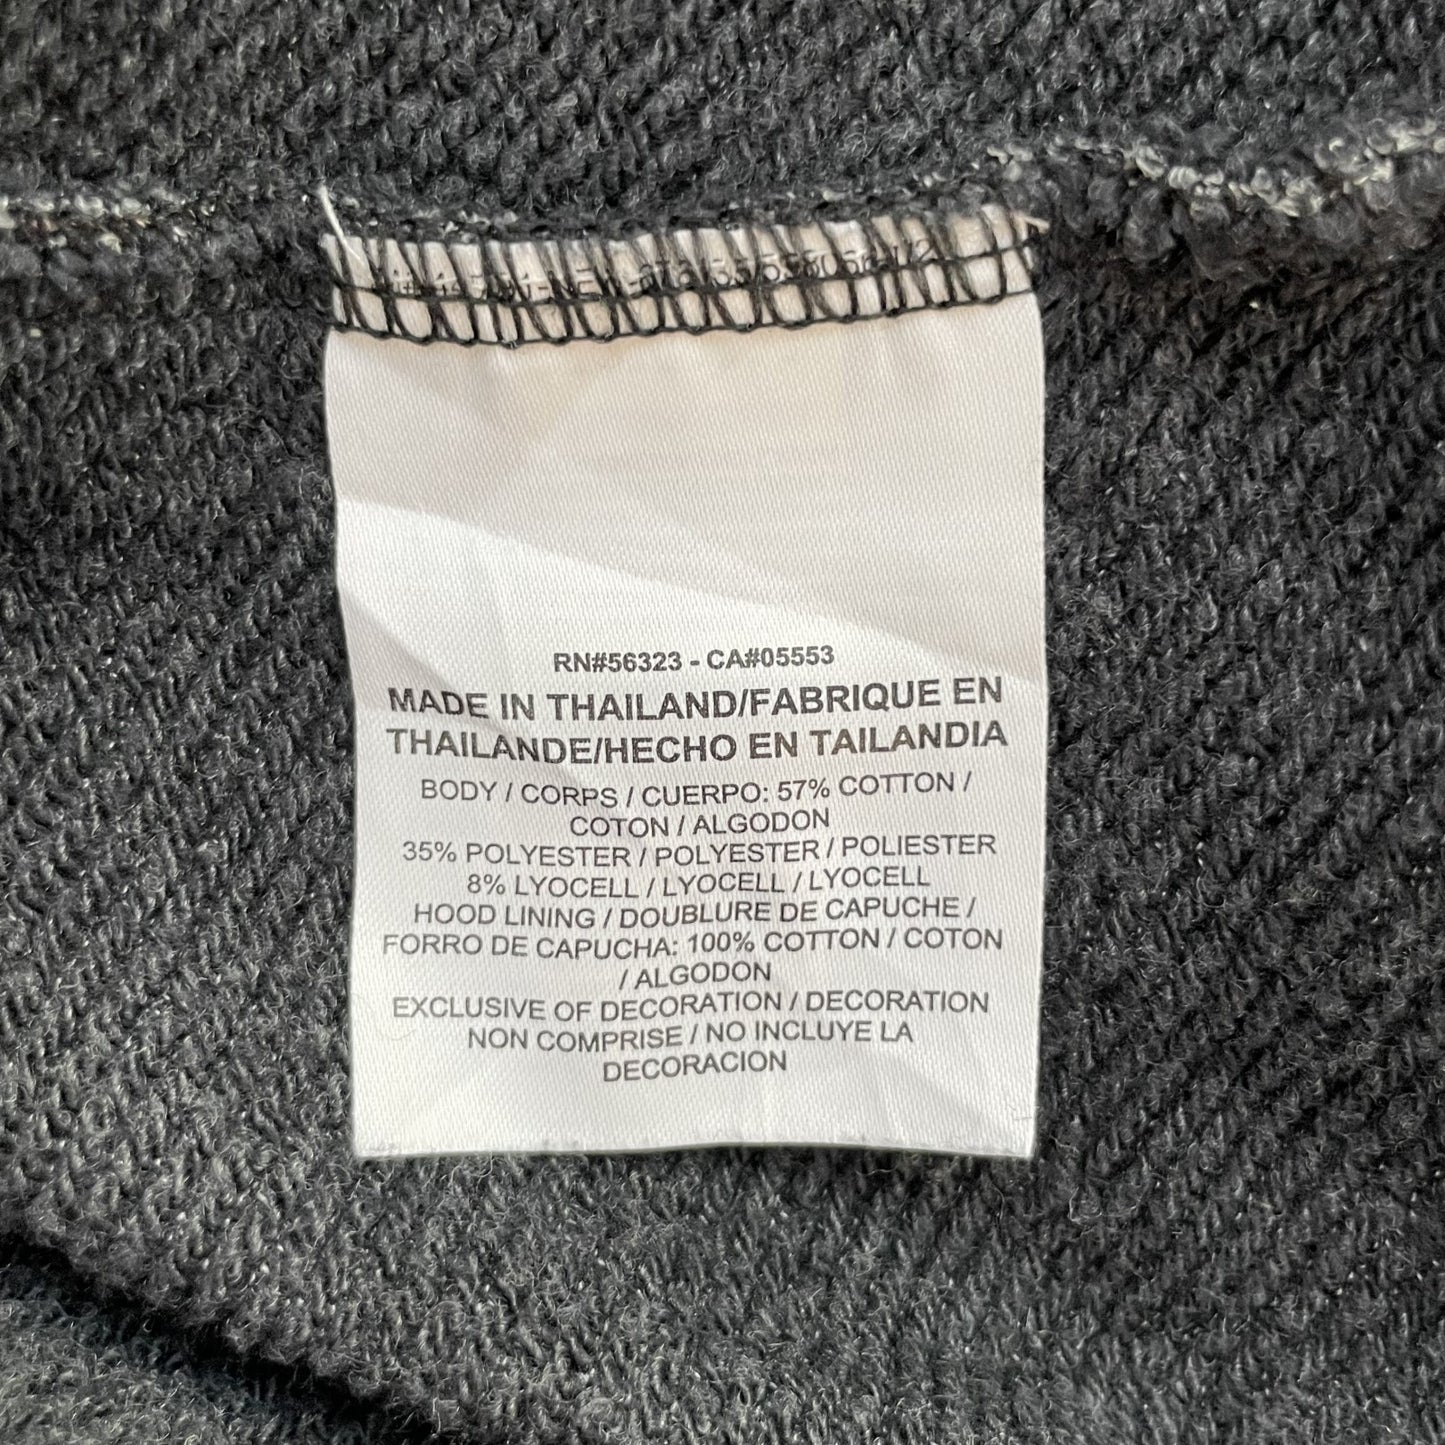 RN#56323 - CA#05553
MADE IN THAILAND/FABRIQUE EN
THAILANDE/HECHO EN TAILANDIA
BODY / CORPS / CUERPO: 57% COTTON /
COTON / ALGODON
35% POLYESTER / POLYESTER / POLIESTER
8% LYOCELL / LYOCELL / LYOCELL
HOOD LINING / DOUBLURE DE CAPUCHE /
FORRO DE CAPUCHA: 100% COTTON / COTON
/ ALGODON
EXCLUSIVE OF DECORATION / DECORATION
NON COMPRISE / NO INCLUYE LA
DECORACION